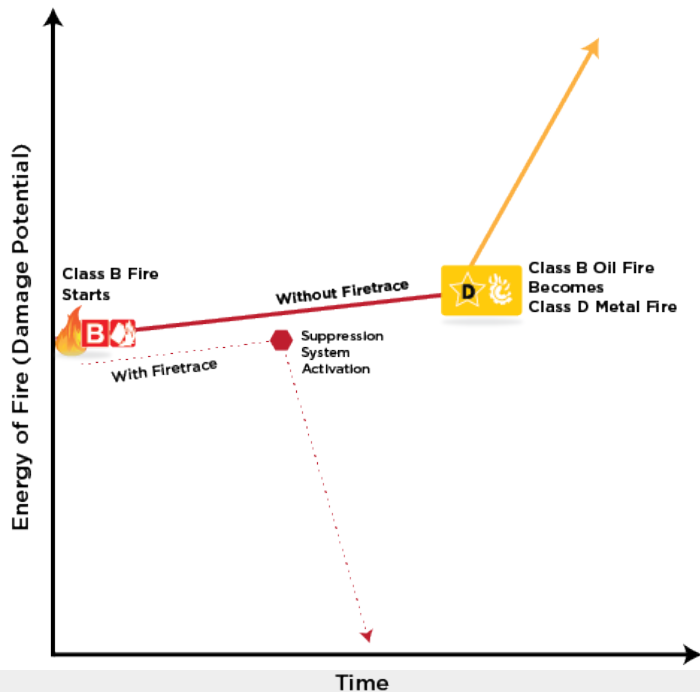 Energy of Fire (Damage Potential)
Class B Fire
Starts
B
Without Firetrace
D
Class B Oil Fire
Becomes
Class D Metal Fire
With Firetrace
Suppression
System
Activation
Time